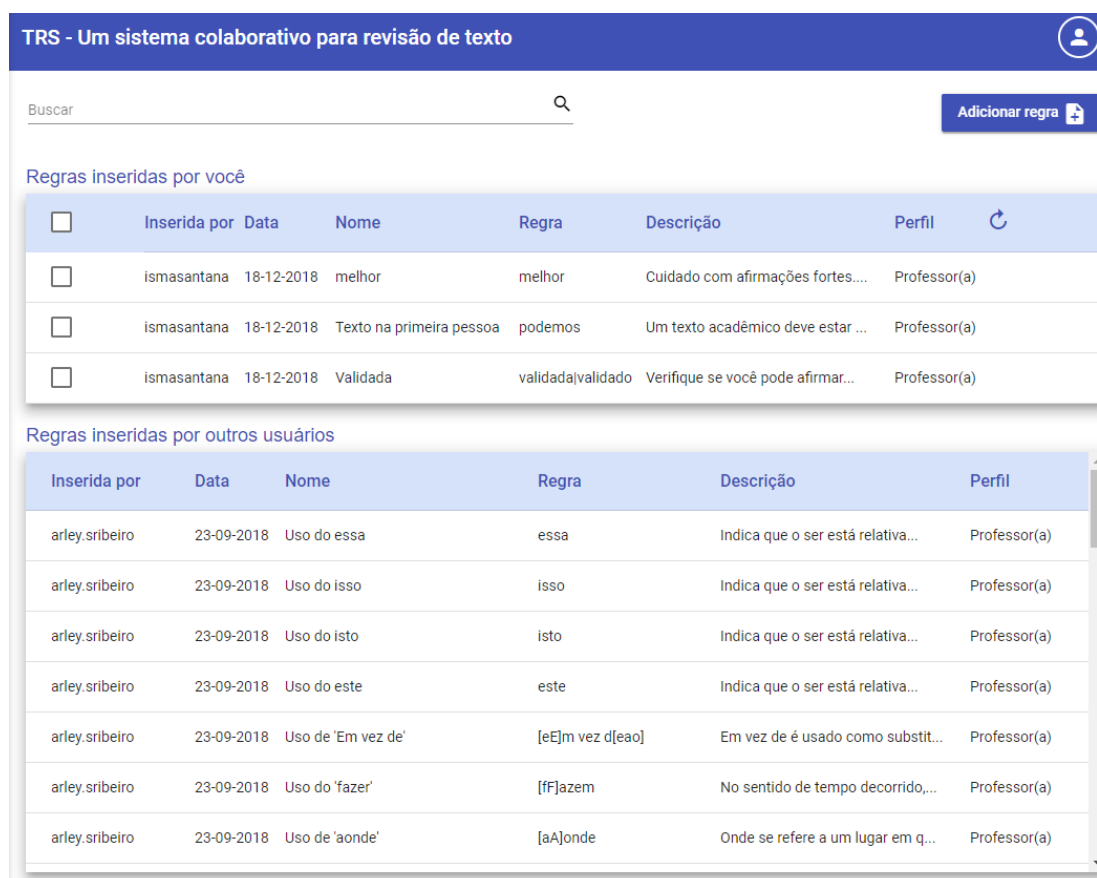 TRS - Um sistema colaborativo para revisão de texto
Buscar
Adicionar regra
Regras inseridas por você
Inserida por Data Nome Regra Descrição Perfil
ismasantana 18-12-2018 melhor melhor Cuidado com afirmações fortes.... Professor(a)
ismasantana 18-12-2018 Texto na primeira pessoa podemos Um texto acadêmico deve estar ... Professor(a)
ismasantana 18-12-2018 Validada validada|validado Verifique se você pode afirmar... Professor(a)
Regras inseridas por outros usuários
Inserida por Data Nome Regra Descrição Perfil
arley.sribeiro 23-09-2018 Uso do essa essa Indica que o ser está relativa... Professor(a)
arley.sribeiro 23-09-2018 Uso do isso isso Indica que o ser está relativa... Professor(a)
arley.sribeiro 23-09-2018 Uso do isto isto Indica que o ser está relativa... Professor(a)
arley.sribeiro 23-09-2018 Uso do este este Indica que o ser está relativa... Professor(a)
arley.sribeiro 23-09-2018 Uso de 'Em vez de' [eE]m vez d[eao] Em vez de é usado como substit... Professor(a)
arley.sribeiro 23-09-2018 Uso do 'fazer' [fF]azem No sentido de tempo decorrido,... Professor(a)
arley.sribeiro 23-09-2018 Uso de 'aonde' [aA]onde Onde se refere a um lugar em q... Professor(a)